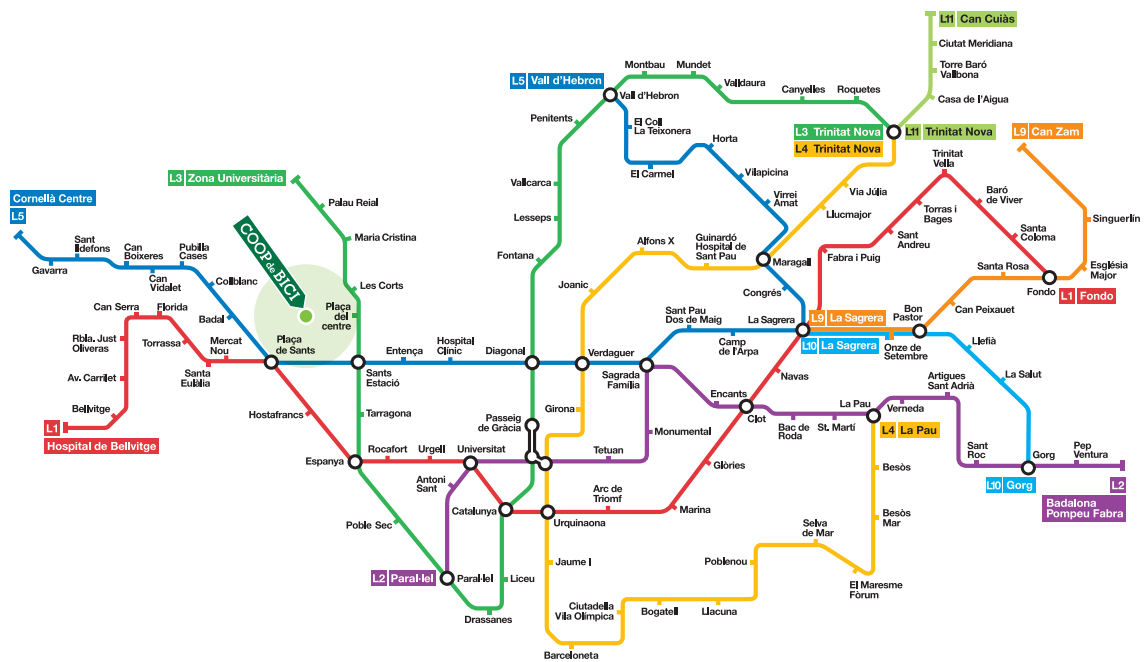 L11 Can Cuiàs
Ciutat Meridiana
Torre Baró
Vallbona
Casa de l'Aigua
Montbau
Mundet
L5 Vall d'Hebron
Vall d'Hebron
Valldaura
Canyelles
Roquetes
Penitents
El Coll
La Teixonera
L3 Trinitat Nova
L11 Trinitat Nova
L4 Trinitat Nova
L9 Can Zam
Horta
El Carmel
Vilapicina
Virrei
Amat
Trinitat
Vella
Via Júlia
Llucmajor
Torras i
Bages
Baró
de Viver
Sant
Andreu
Santa
Coloma
Singuerlín
L3 Zona Universitària
Palau Reial
Maria Cristina
Les Corts
Plaça
del
centre
Vallcarca
Lesseps
Fontana
Cornellà Centre
L5
Gavarra
Sant
Ildefons
Can
Boixeres
Can
Vidalet
Pubilla
Cases
Collblanc
Badal
COOP de BICI
Plaça
de Sants
Alfons X
Guinardó
Hospital de
Sant Pau
Joanic
Maragall
Congrés
Fabra i Puig
Santa Rosa
Església
Major
Fondo
L1 Fondo
Can Peixauet
Bon
Pastor
Can Serra
Florida
Rbla. Just
Oliveras
Torrassa
Mercat
Nou
Santa
Eulàlia
Av. Carrilet
Bellvitge
L1
Hospital de Bellvitge
Hostafrancs
Sants
Estació
Entença
Hospital
Clínic
Diagonal
Verdaguer
Sant Pau
Dos de Maig
Sagrada
Família
Camp
de l'Arpa
La Sagrera
L9 La Sagrera
L10 La Sagrera
Onze de
Setembre
Llefià
La Salut
Navas
Encants
Clot
Bac de
Roda
St. Martí
La Pau
L4 La Pau
Verneda
Artigues
Sant Adrià
Sant
Roc
Gorg
L10 Gorg
Pep
Ventura
L2
Badalona
Pompeu Fabra
Tarragona
Espanya
Rocafort
Urgell
Universitat
Passeig
de Gràcia
Girona
Tetuan
Monumental
Glòries
Antoni
Sant
Catalunya
Urquinaona
Arc de
Triomf
Marina
Besòs
Besòs
Mar
Poble Sec
L2 Paral·lel
Paral·lel
Liceu
Drassanes
Jaume I
Ciutadella
Vila Olímpica
Barceloneta
Bogatell
Llacuna
Poblenou
Selva
de Mar
El Maresme
Fòrum